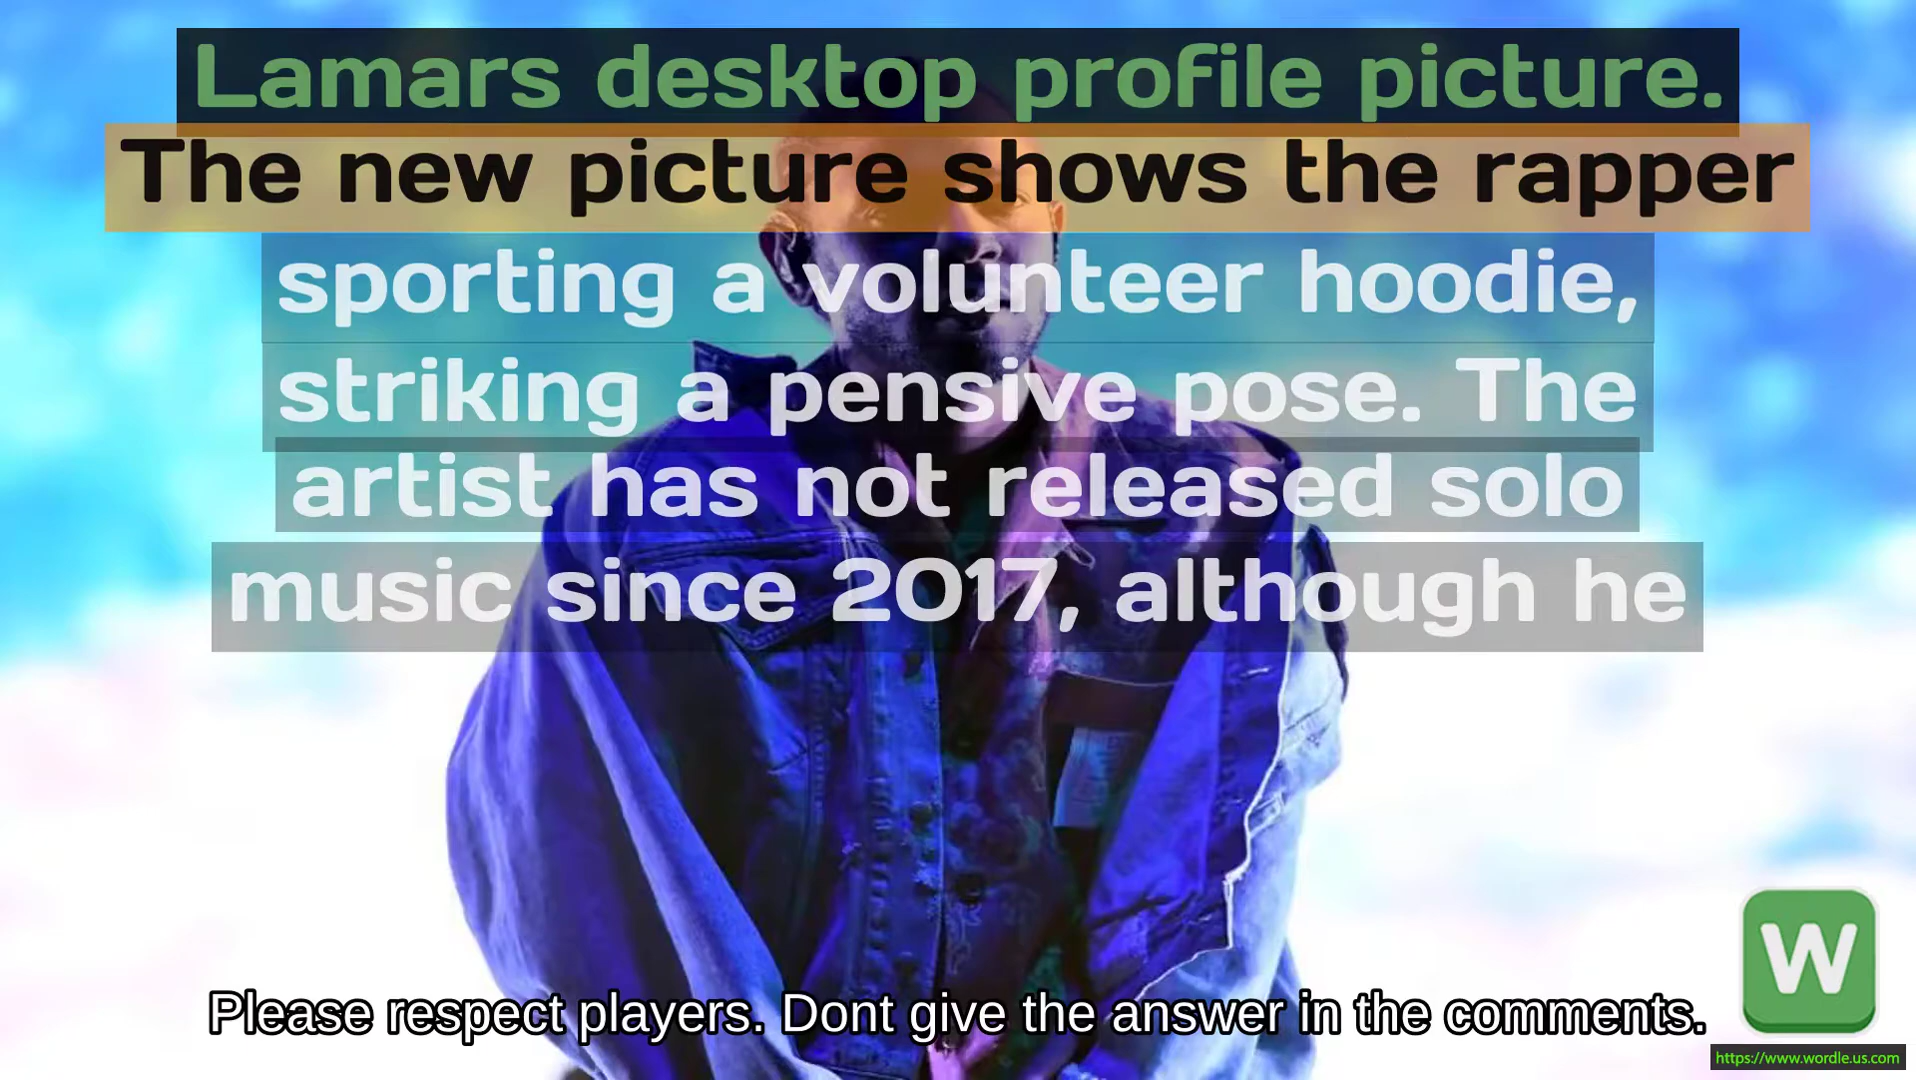 Lamars desktop profile picture.
The new picture shows the rapper
sporting a volunteer hoodie,
striking a pensive pose. The
artist has not released solo
music since 2017, although he
W
Please respect players. Dont give the answer in the comments.
https://www.wordle.us.com